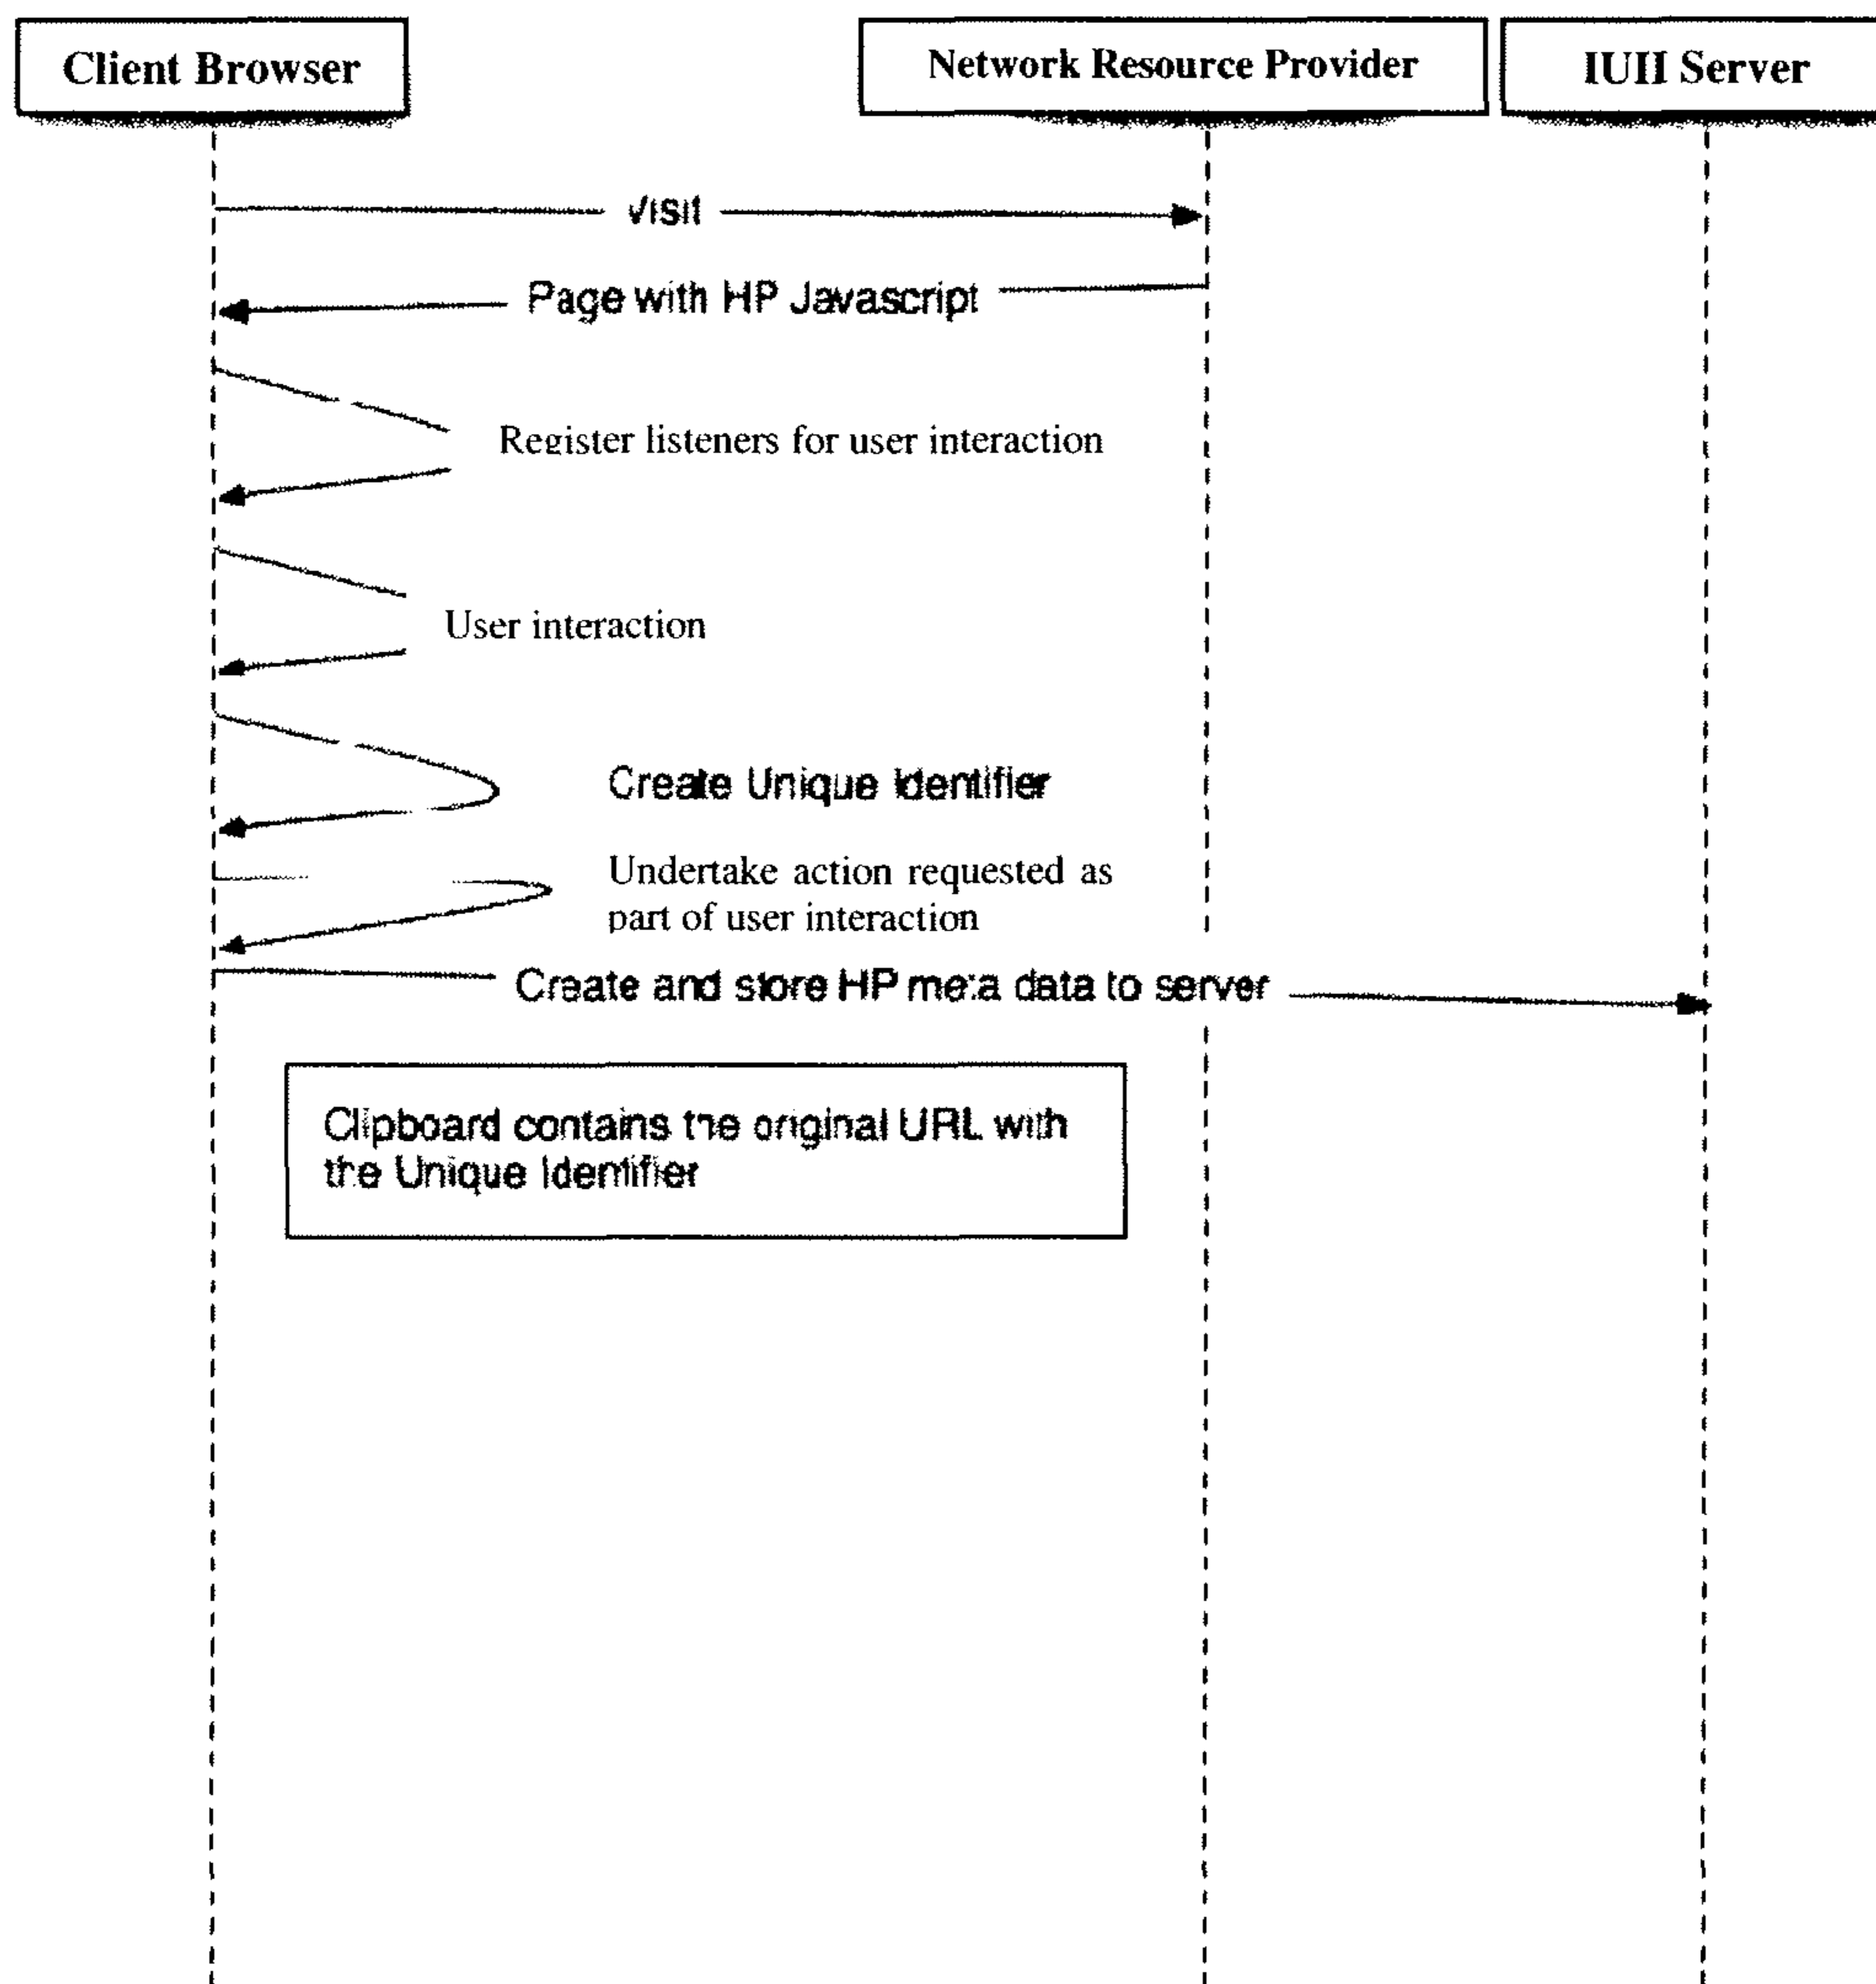 Client Browser
Network Resource Provider
IUII Server
Visit
Page with HP Javascript
Register listeners for user interaction
User interaction
Create Unique Identifier
Undertake action requested as
part of user interaction
Create and store HP meta data to server
Clipboard contains the original URL with
the Unique Identifier